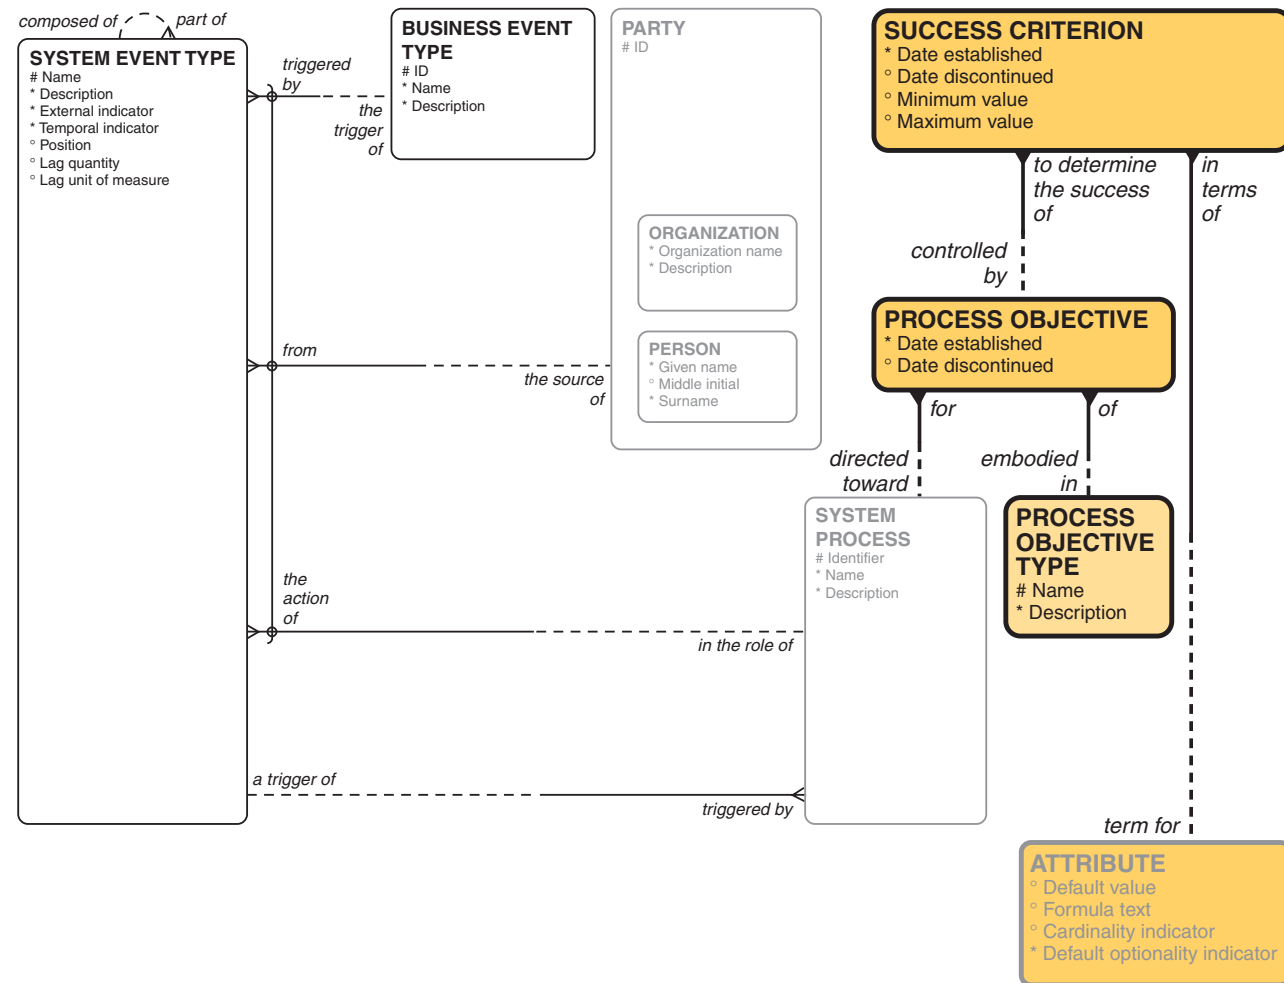 composed of
part of
SYSTEM EVENT TYPE
# Name
* Description
* External indicator
* Temporal indicator
° Position
° Lag quantity
° Lag unit of measure
triggered
by
the
trigger
of
BUSINESS EVENT
TYPE
# ID
* Name
* Description
PARTY
# ID
ORGANIZATION
* Organization name
* Description
PERSON
* Given name
° Middle initial
* Surname
from
the source
of
SUCCESS CRITERION
* Date established
° Date discontinued
° Minimum value
° Maximum value
to determine
the success
of
in
terms
of
controlled
by
PROCESS OBJECTIVE
* Date established
° Date discontinued
for
of
directed
toward
embodied
in
SYSTEM
PROCESS
# Identifier
* Name
* Description
PROCESS
OBJECTIVE
TYPE
# Name
* Description
the
action
of
in the role of
a trigger of
triggered by
term for
ATTRIBUTE
° Default value
° Formula text
° Cardinality indicator
* Default optionality indicator